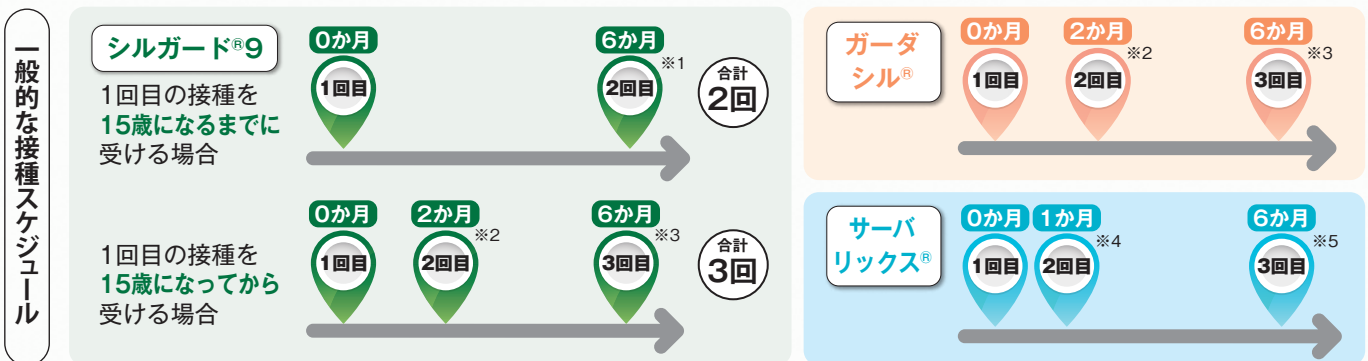 一般的な接種スケジュール
シルガード®9
1回目の接種を
15歳になるまでに
受ける場合
0か月
1回目
6か月
※1
2回目
合計
2回
1回目の接種を
15歳になってから
受ける場合
0か月
1回目
2か月
※2
2回目
6か月
※3
3回目
合計
3回
ガーダ
シル®
0か月
1回目
2か月
※2
2回目
6か月
※3
3回目
サーバ
リックス®
0か月
1回目
1か月
※4
2回目
6か月
※5
3回目